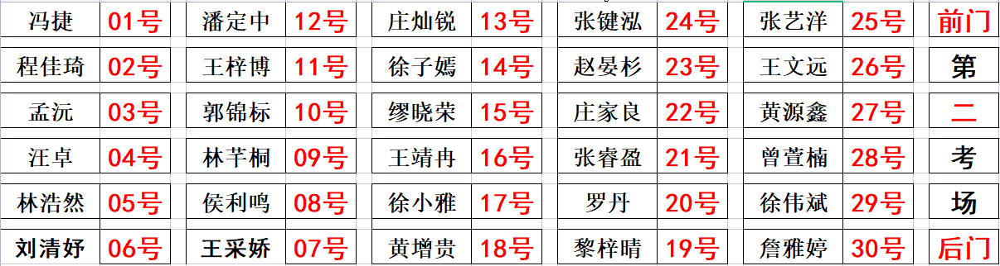 冯捷 01号 潘定中 12号 庄灿锐 13号 张键泓 24号 张艺洋 25号 前门
程佳琦 02号 王梓博 11号 徐子嫣 14号 赵晏杉 23号 王文远 26号 第
孟沅 03号 郭锦标 10号 缪晓荣 15号 庄家良 22号 黄源鑫 27号 二
汪卓 04号 林芊桐 09号 王靖冉 16号 张睿盈 21号 曾萱楠 28号 考
林浩然 05号 侯利鸣 08号 徐小雅 17号 罗丹 20号 徐伟斌 29号 场
刘清妤 06号 王采娇 07号 黄增贵 18号 黎梓晴 19号 詹雅婷 30号 后门